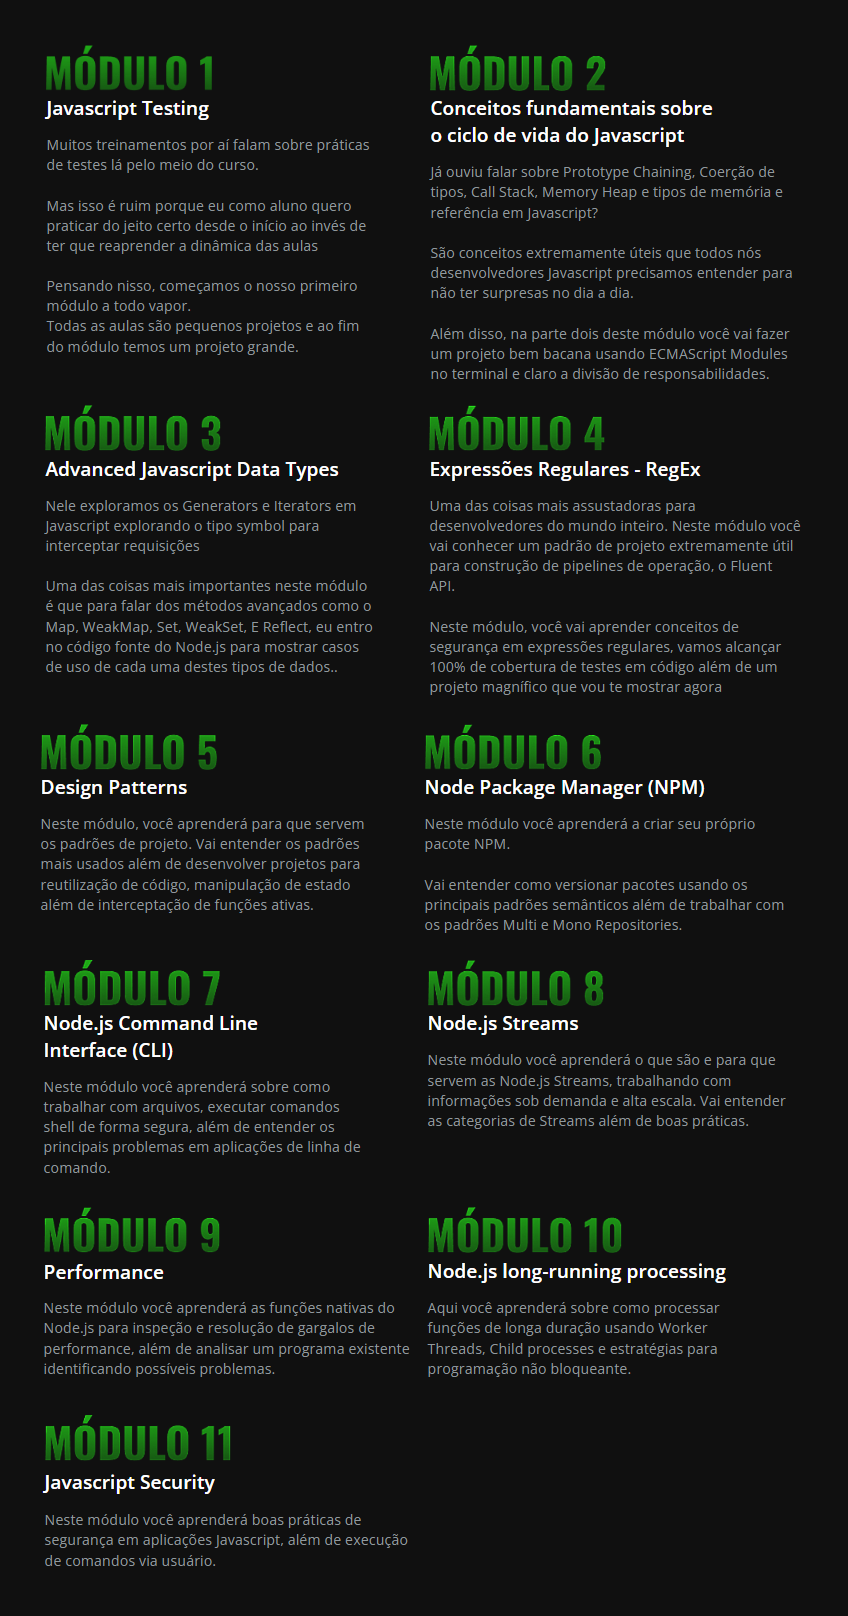 MÓDULO 1
Javascript Testing
Muitos treinamentos por aí falam sobre práticas
de testes lá pelo meio do curso.
Mas isso é ruim porque eu como aluno quero
praticar do jeito certo desde o início ao invés de
ter que reaprender a dinâmica das aulas
Pensando nisso, começamos o nosso primeiro
módulo a todo vapor.
Todas as aulas são pequenos projetos e ao fim
do módulo temos um projeto grande.
MÓDULO 2
Conceitos fundamentais sobre
o ciclo de vida do Javascript
Já ouviu falar sobre Prototype Chaining, Coerção de
tipos, Call Stack, Memory Heap e tipos de memória e
referência em Javascript?
São conceitos extremamente úteis que todos nós
desenvolvedores Javascript precisamos entender para
não ter surpresas no dia a dia.
Além disso, na parte dois deste módulo você vai fazer
um projeto bem bacana usando ECMAScript Modules
no terminal e claro a divisão de responsabilidades.
MÓDULO 3
Advanced Javascript Data Types
Nele exploramos os Generators e Iterators em
Javascript explorando o tipo symbol para
interceptar requisições
Uma das coisas mais importantes neste módulo
é que para falar dos métodos avançados como o
Map, WeakMap, Set, WeakSet, E Reflect, eu entro
no código fonte do Node.js para mostrar casos
de uso de cada uma destes tipos de dados..
MÓDULO 4
Expressões Regulares - RegEx
Uma das coisas mais assustadoras para
desenvolvedores do mundo inteiro. Neste módulo você
vai conhecer um padrão de projeto extremamente útil
para construção de pipelines de operação, o Fluent
API.
Neste módulo, você vai aprender conceitos de
segurança em expressões regulares, vamos alcançar
100% de cobertura de testes em código além de um
projeto magnífico que vou te mostrar agora
MÓDULO 5
Design Patterns
Neste módulo, você aprenderá para que servem
os padrões de projeto. Vai entender os padrões
mais usados além de desenvolver projetos para
reutilização de código, manipulação de estado
além de interceptação de funções ativas.
MÓDULO 6
Node Package Manager (NPM)
Neste módulo você aprenderá a criar seu próprio
pacote NPM.
Vai entender como versionar pacotes usando os
principais padrões semânticos além de trabalhar com
os padrões Multi e Mono Repositories.
MÓDULO 7
Node.js Command Line
Interface (CLI)
Neste módulo você aprenderá sobre como
trabalhar com arquivos, executar comandos
shell de forma segura, além de entender os
principais problemas em aplicações de linha de
comando.
MÓDULO 8
Node.js Streams
Neste módulo você aprenderá o que são e para que
servem as Node.js Streams, trabalhando com
informações sob demanda e alta escala. Vai entender
as categorias de Streams além de boas práticas.
MÓDULO 9
Performance
Neste módulo você aprenderá as funções nativas do
Node.js para inspeção e resolução de gargalos de
performance, além de analisar um programa existente
identificando possíveis problemas.
MÓDULO 10
Node.js long-running processing
Aqui você aprenderá sobre como processar
funções de longa duração usando Worker
Threads, Child processes e estratégias para
programação não bloqueante.
MÓDULO 11
Javascript Security
Neste módulo você aprenderá boas práticas de
segurança em aplicações Javascript, além de execução
de comandos via usuário.